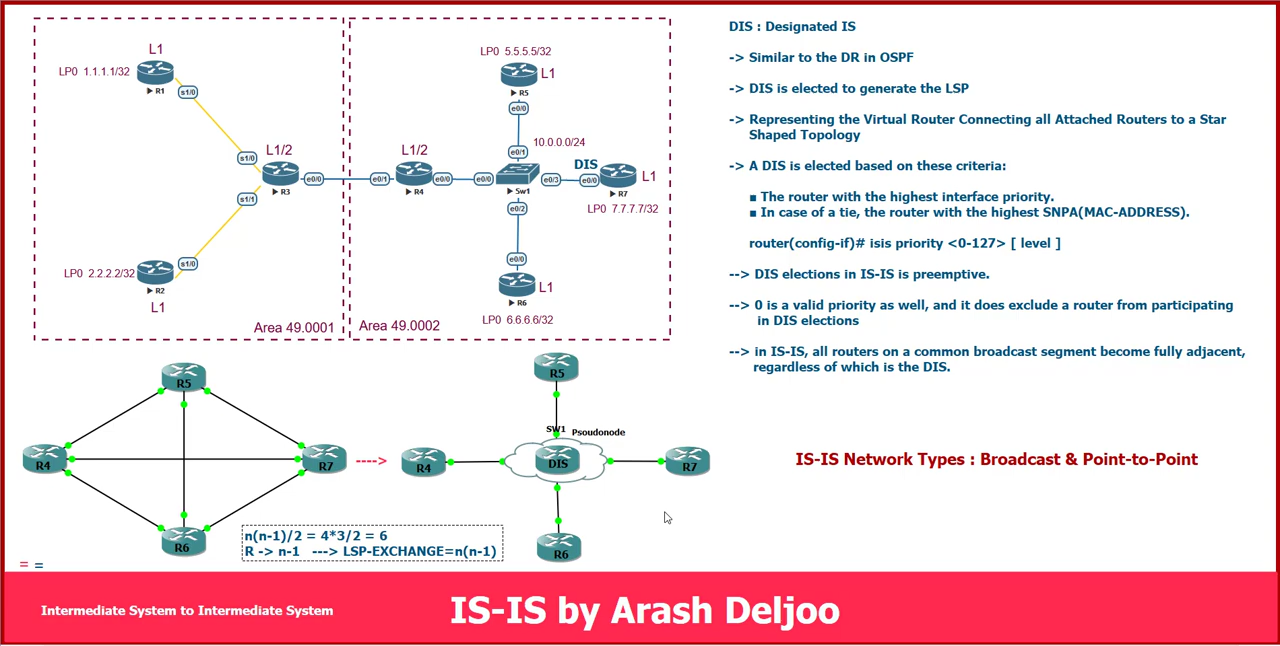 L1
LP0 1.1.1.1/32
R1
s1/0
L1/2
s1/0
R3
e0/0
s1/1
LP0 2.2.2.2/32
s1/0
R2
L1
Area 49.0001
LP0 5.5.5.5/32
L1
R5
e0/0
10.0.0.0/24
e0/1
L1/2
e0/1
R4
e0/0
e0/0
Sw1
e0/3
DIS
e0/0
R7
L1
LP0 7.7.7.7/32
e0/2
e0/0
L1
R6
LP0 6.6.6.6/32
Area 49.0002
DIS : Designated IS
-> Similar to the DR in OSPF
-> DIS is elected to generate the LSP
-> Representing the Virtual Router Connecting all Attached Routers to a Star
Shaped Topology
-> A DIS is elected based on these criteria:
▪ The router with the highest interface priority.
▪ In case of a tie, the router with the highest SNPA(MAC-ADDRESS).
router(config-if)# isis priority <0-127> [ level ]
--> DIS elections in IS-IS is preemptive.
--> 0 is a valid priority as well, and it does exclude a router from participating
in DIS elections
--> in IS-IS, all routers on a common broadcast segment become fully adjacent,
regardless of which is the DIS.
R5
R4
R7
R6
---->
R5
SW1
Psoudonode
R4
DIS
R7
R6
n(n-1)/2 = 4*3/2 = 6
R -> n-1 ---> LSP-EXCHANGE=n(n-1)
IS-IS Network Types : Broadcast & Point-to-Point
= =
Intermediate System to Intermediate System
IS-IS by Arash Deljoo